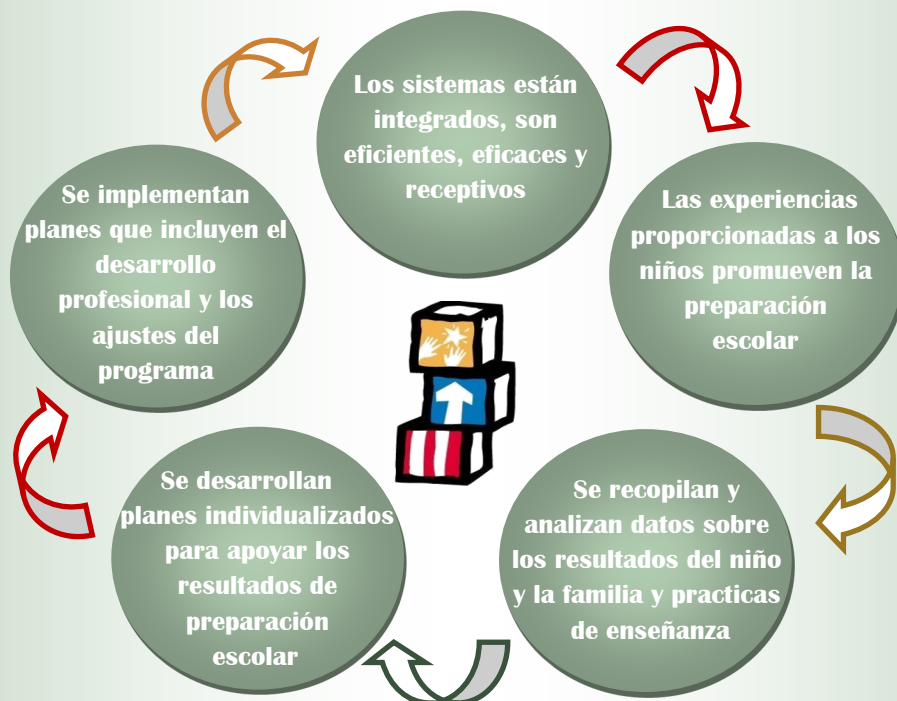 Los sistemas están
integrados, son
eficientes, eficaces y
receptivos
Las experiencias
proporcionadas a los
niños promueven la
preparación
escolar
Se recopilan y
analizan datos sobre
los resultados del niño
y la familia y practicas
de enseñanza
Se desarrollan
planes individualizados
para apoyar los
resultados de
preparación
escolar
Se implementan
planes que incluyen el
desarrollo
profesional y los
ajustes del
programa